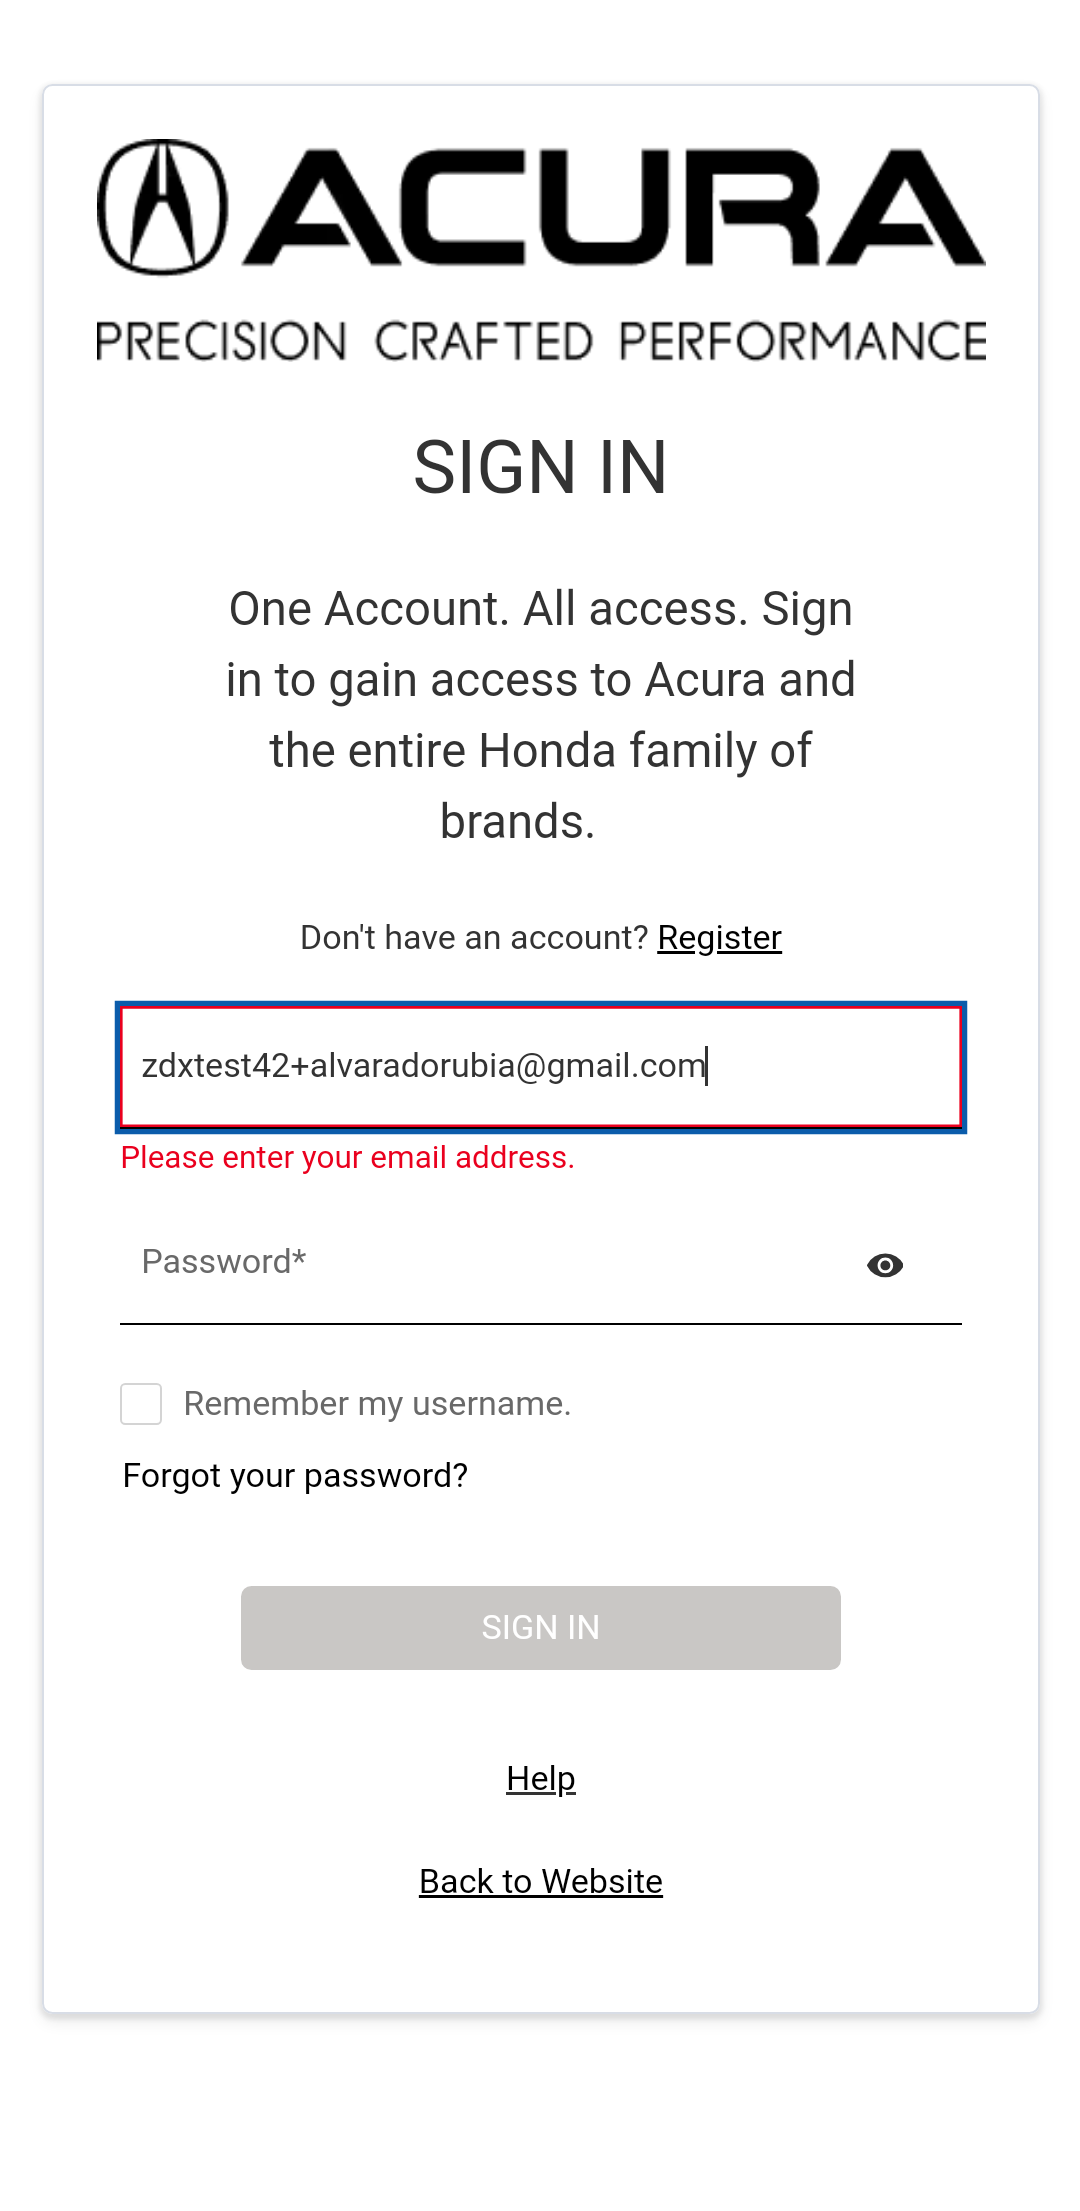 ACURA
PRECISION CRAFTED PERFORMANCE
SIGN IN
One Account. All access. Sign
in to gain access to Acura and
the entire Honda family of
brands.
Don't have an account? Register
zdxtest42+alvaradorubia@gmail.com
Please enter your email address.
Password*
Remember my username.
Forgot your password?
SIGN IN
Help
Back to Website